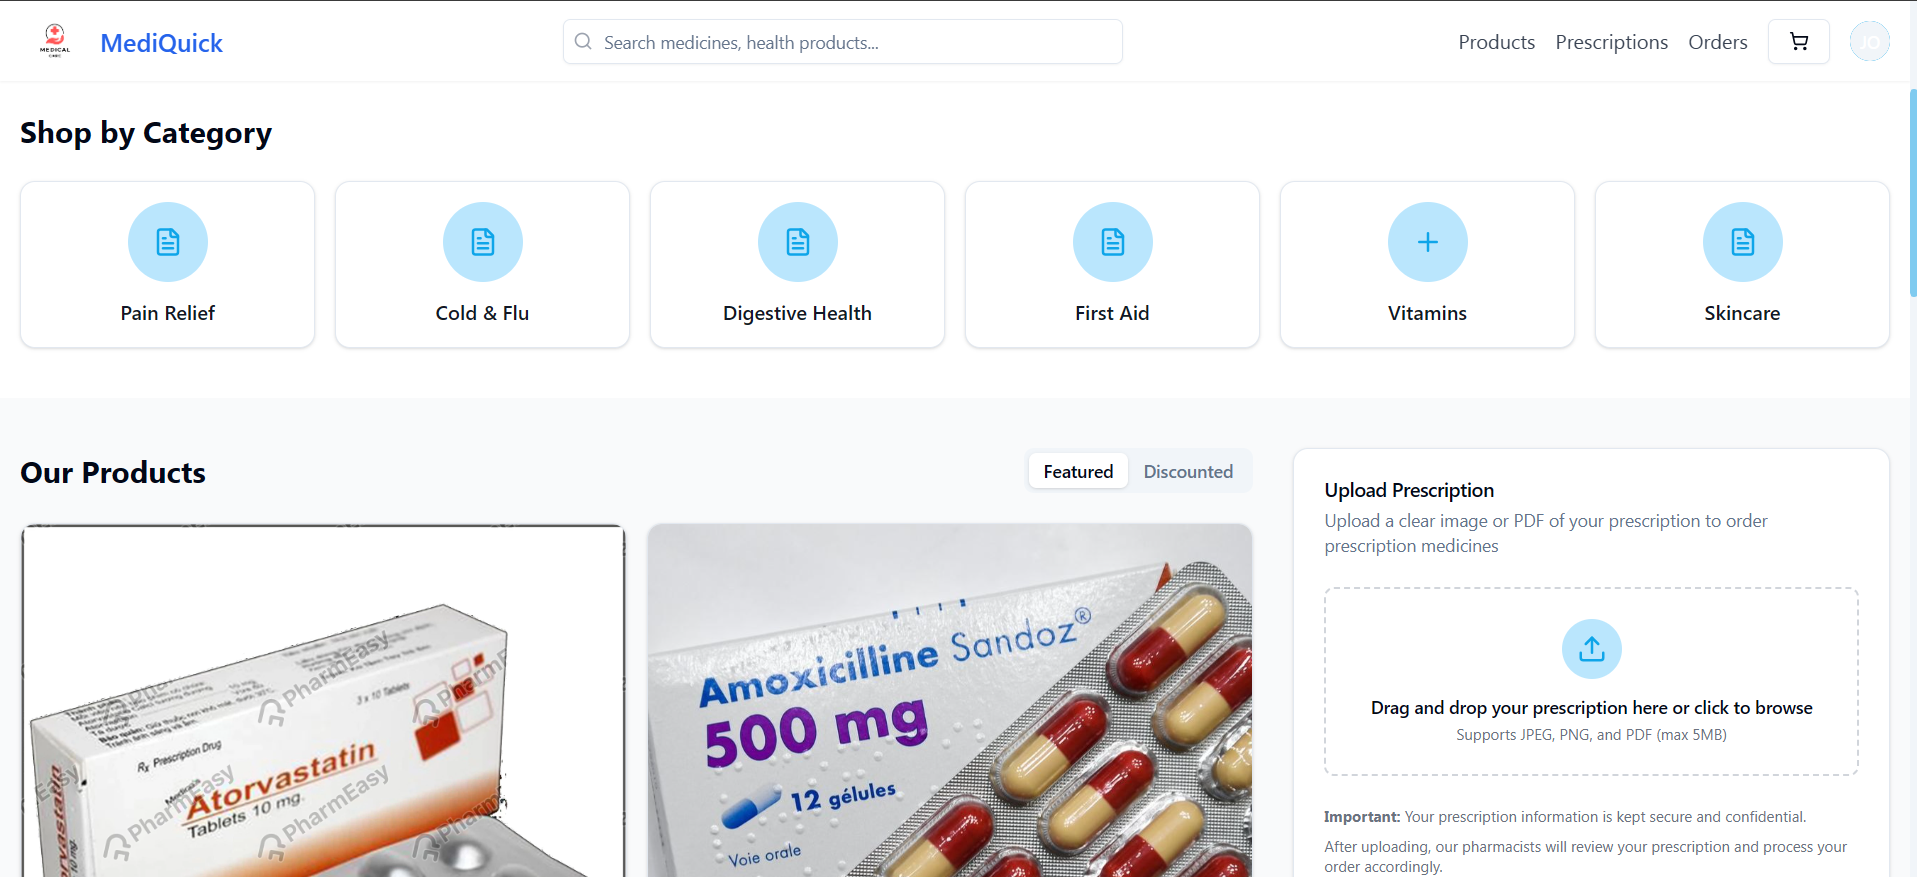 MEDICAL
MediQuick
Search medicines, health products...
Products
Prescriptions
Orders
JO
Shop by Category
Pain Relief
Cold & Flu
Digestive Health
First Aid
Vitamins
Skincare
Our Products
Featured
Discounted
Rx Prescription Drug
3 x 10 Tablets
Atorvastatin
Tablets 10 mg.
PharmEasy
PharmEasy
PharmEasy
Amoxicilline Sandoz®
500 mg
12 gélules
Voie orale
Upload Prescription
Upload a clear image or PDF of your prescription to order
prescription medicines
Drag and drop your prescription here or click to browse
Supports JPEG, PNG, and PDF (max 5MB)
Important: Your prescription information is kept secure and confidential.
After uploading, our pharmacists will review your prescription and process your
order accordingly.